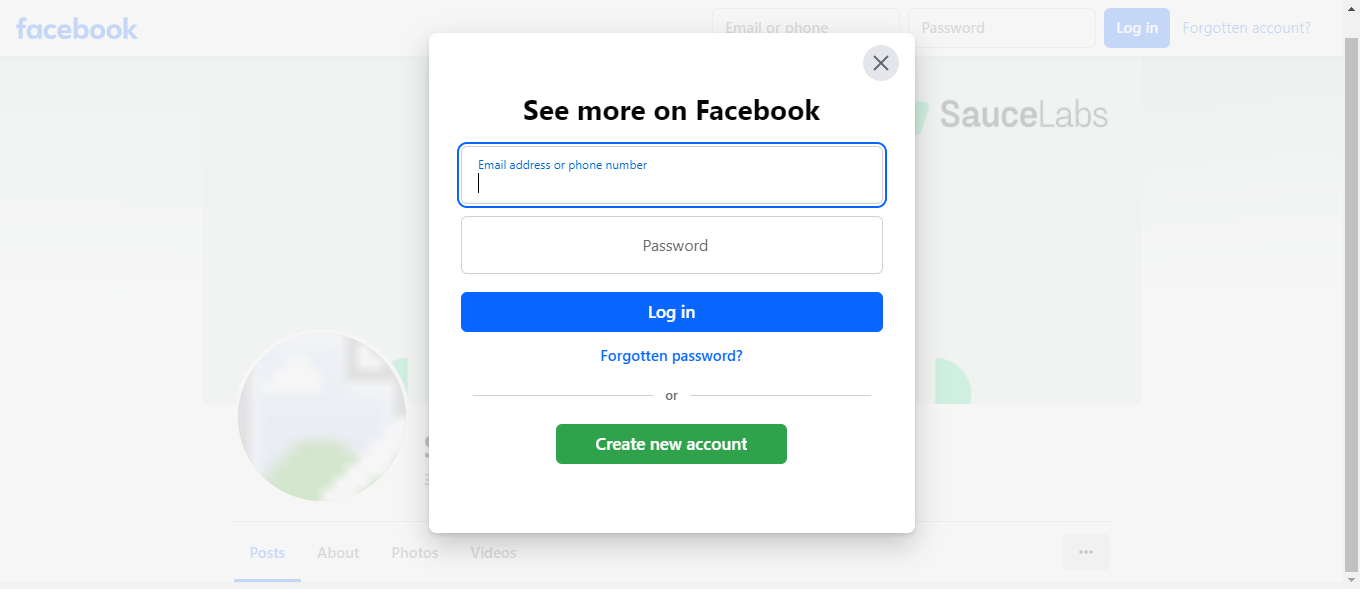 facebook
Email or phone
Password
Log in
Forgotten account?
SauceLabs
See more on Facebook
Email address or phone number
Password
Log in
Forgotten password?
or
Create new account
Posts
About
Photos
Videos